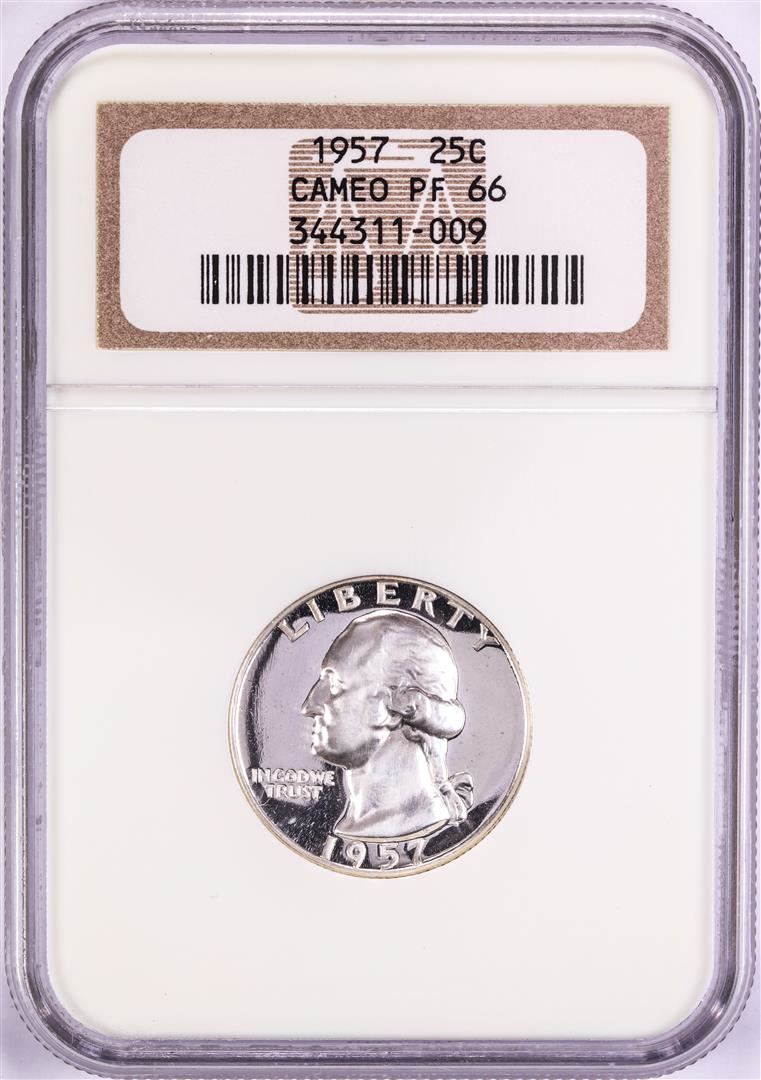 1957 25C
CAMEO PF 66
344311-009
LIBERTY
IN GOD WE
TRUST
1957